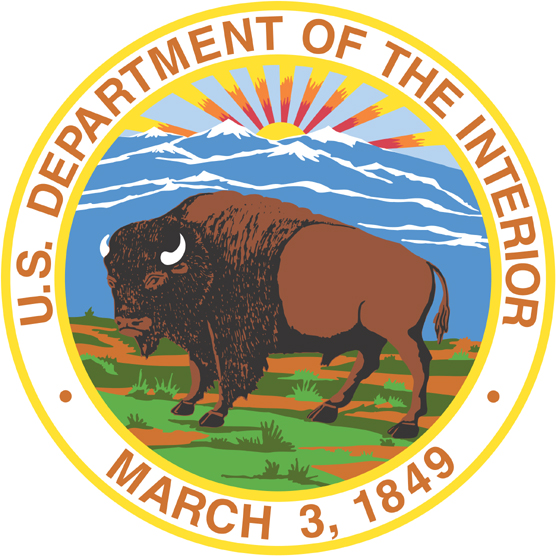 U.S. DEPARTMENT OF THE INTERIOR
MARCH 3, 1849